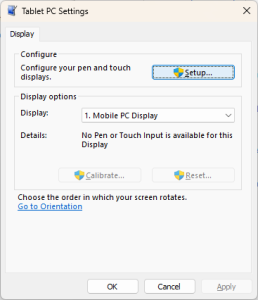 Tablet PC Settings
Display
Configure
Configure your pen and touch
displays.
Setup...
Display options
Display:
1. Mobile PC Display
Details:
No Pen or Touch Input is available for this
Display
Calibrate...
Reset...
Choose the order in which your screen rotates.
Go to Orientation
OK
Cancel
Apply